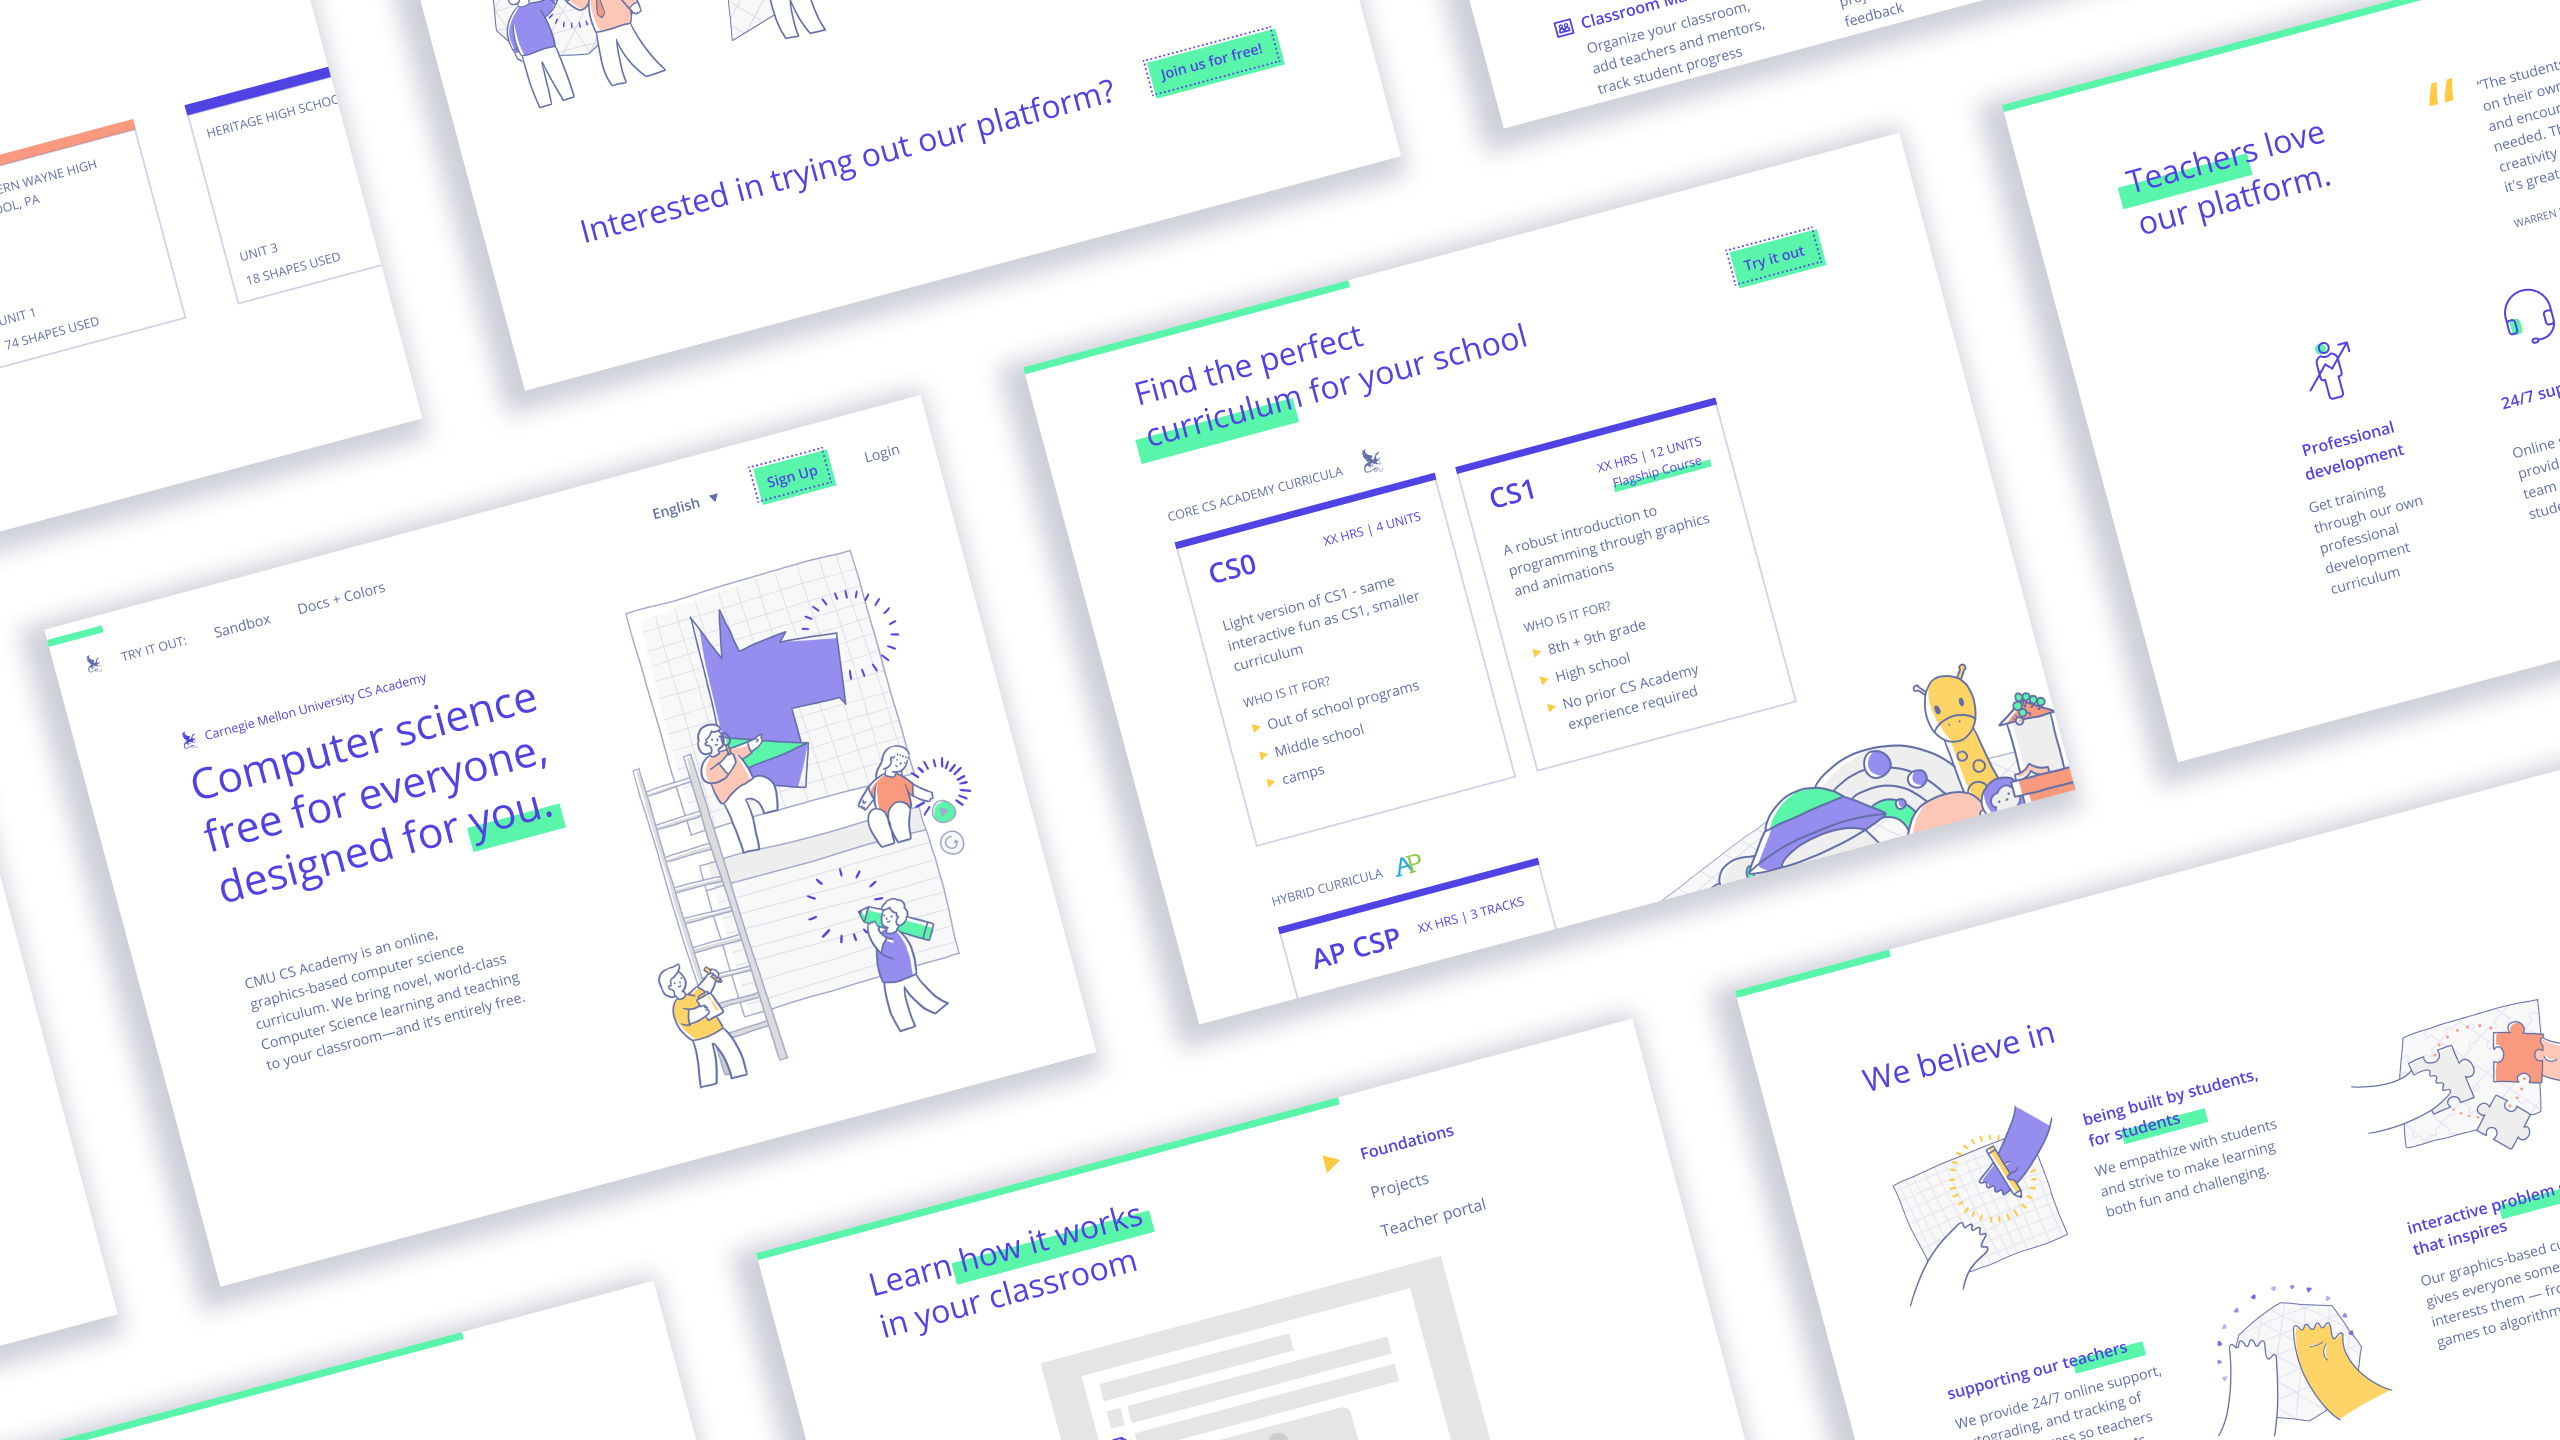 ERN WAYNE HIGH
OOL, PA
UNIT 1
74 SHAPES USED
HERITAGE HIGH SCHOO
UNIT 3
18 SHAPES USED
Interested in trying out our platform?
Join us for free!
Classroom Ma
Organize your classroom,
add teachers and mentors,
track student progress
feedback
Teachers love
our platform.
“The students
on their own
and encour
needed. Th
creativity
it's great
WARREN
Professional
development
Get training
through our own
professional
development
curriculum
24/7 sup
Online
provid
team
stude
TRY IT OUT:
Sandbox
Docs + Colors
English
Sign Up
Login
Carnegie Mellon University CS Academy
Computer science
free for everyone,
designed for you.
CMU CS Academy is an online,
graphics-based computer science
curriculum. We bring novel, world-class
Computer Science learning and teaching
to your classroom—and it’s entirely free.
Find the perfect
curriculum for your school
Try it out
CORE CS ACADEMY CURRICULA
CS0
XX HRS | 4 UNITS
Light version of CS1 - same
interactive fun as CS1, smaller
curriculum
WHO IS IT FOR?
Out of school programs
Middle school
camps
CS1
XX HRS | 12 UNITS
Flagship Course
A robust introduction to
programming through graphics
and animations
WHO IS IT FOR?
8th + 9th grade
High school
No prior CS Academy
experience required
HYBRID CURRICULA
AP
AP CSP
XX HRS | 3 TRACKS
Learn how it works
in your classroom
Foundations
Projects
Teacher portal
We believe in
being built by students,
for students
We empathize with students
and strive to make learning
both fun and challenging.
interactive problem
that inspires
Our graphics-based cu
gives everyone some
interests them — fro
games to algorithm
supporting our teachers
We provide 24/7 online support,
utograding, and tracking of
ess so teachers